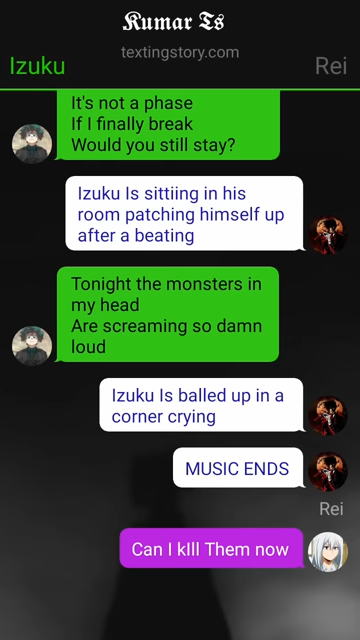 Kumar Ts
textingstory.com
Izuku
Rei
It's not a phase
If I finally break
Would you still stay?
Izuku Is sittiing in his
room patching himself up
after a beating
Tonight the monsters in
my head
Are screaming so damn
loud
Izuku Is balled up in a
corner crying
MUSIC ENDS
Rei
Can I kIll Them now